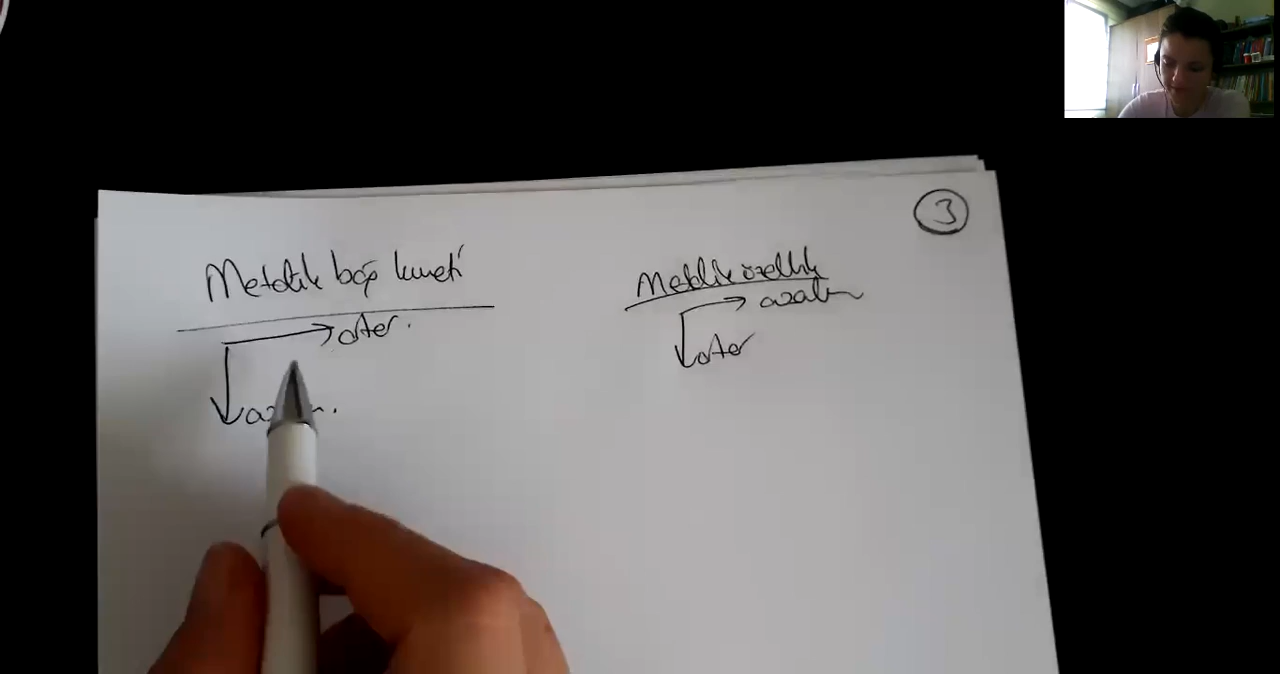 3
Metalik bağ kuvveti
artar.
Metalik özellik
azalır
artar